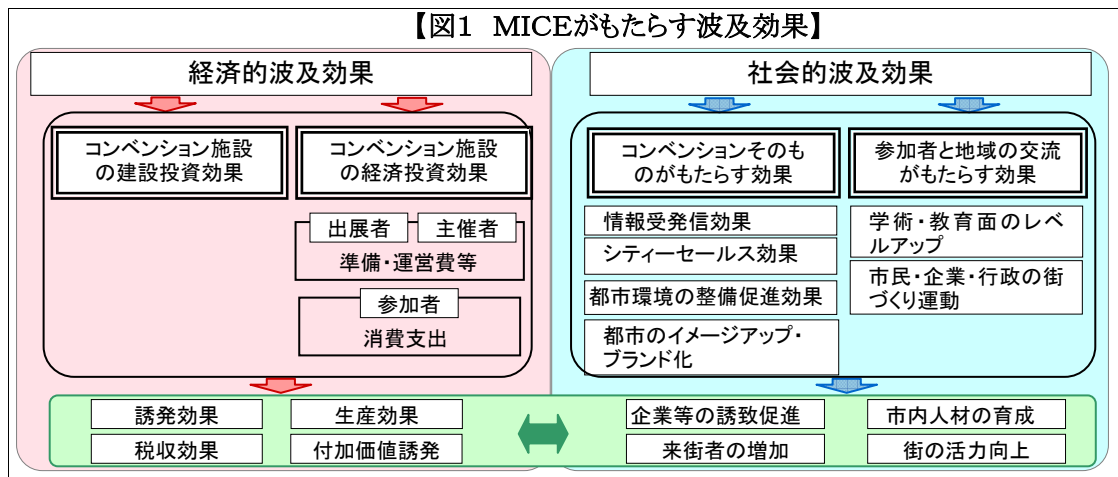 【図1 MICEがもたらす波及効果】
経済的波及効果
コンベンション施設
の建設投資効果
コンベンション施設
の経済投資効果
出展者
主催者
準備・運営費等
参加者
消費支出
社会的波及効果
コンベンションそのも
のがもたらす効果
参加者と地域の交流
がもたらす効果
情報受発信効果
シティーセールス効果
都市環境の整備促進効果
都市のイメージアップ・
ブランド化
学術・教育面のレベ
ルアップ
市民・企業・行政の街
づくり運動
誘発効果
生産効果
税収効果
付加価値誘発
企業等の誘致促進
市内人材の育成
来街者の増加
街の活力向上